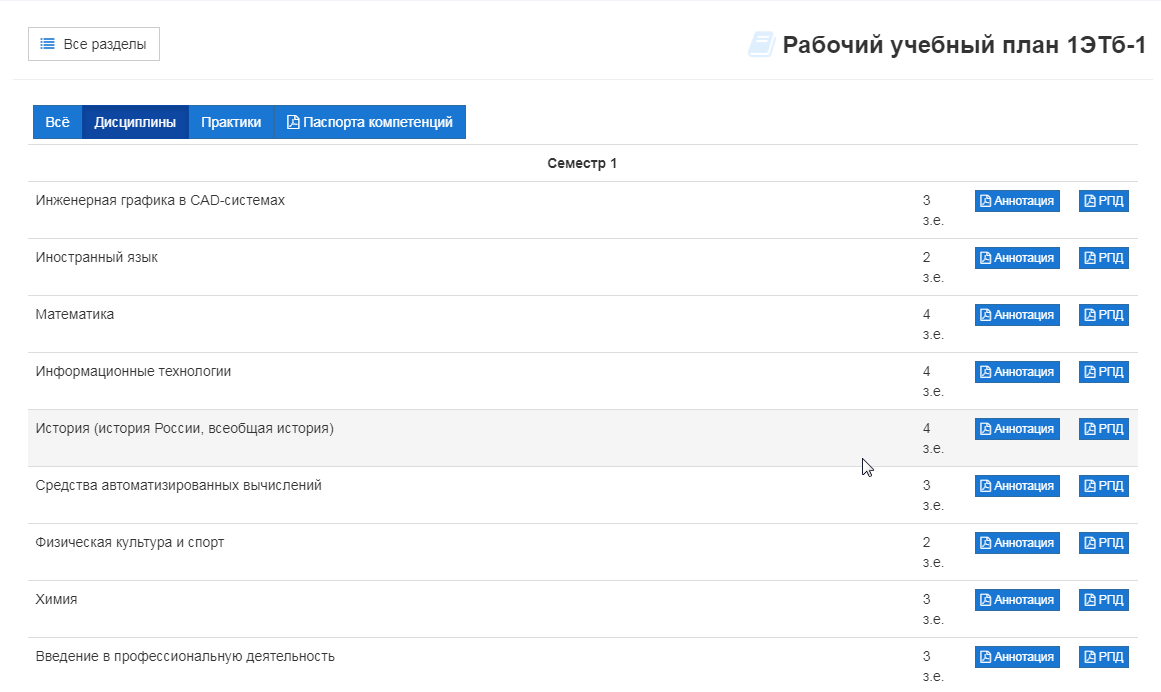 Все разделы
Рабочий учебный план 1ЭТб-1
Всё Дисциплины Практики Паспорта компетенций
Семестр 1
Инженерная графика в CAD-системах 3 з.е. Аннотация РПД
Иностранный язык 2 з.е. Аннотация РПД
Математика 4 з.е. Аннотация РПД
Информационные технологии 4 з.е. Аннотация РПД
История (история России, всеобщая история) 4 з.е. Аннотация РПД
Средства автоматизированных вычислений 3 з.е. Аннотация РПД
Физическая культура и спорт 2 з.е. Аннотация РПД
Химия 3 з.е. Аннотация РПД
Введение в профессиональную деятельность 3 з.е. Аннотация РПД